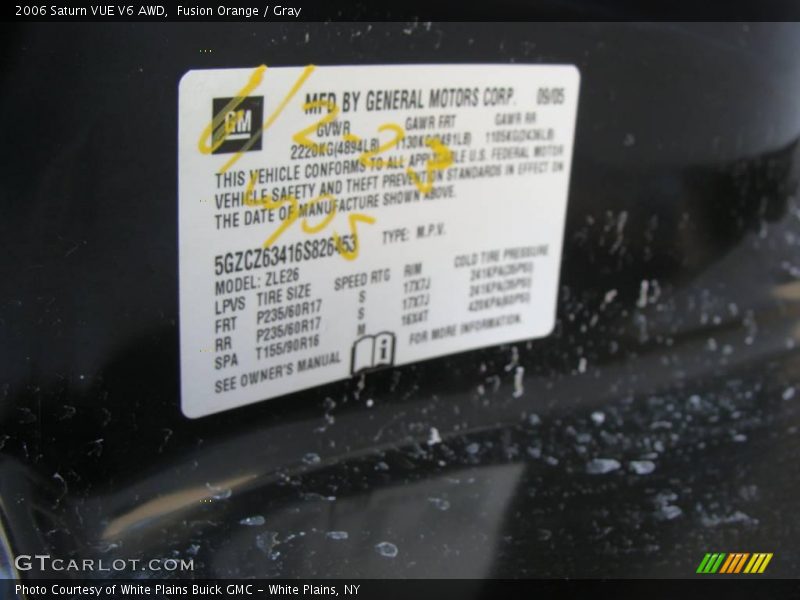 2006 Saturn VUE V6 AWD,  Fusion Orange / Gray
GM
MFD BY GENERAL MOTORS CORP. 09/05
GVWR GAWR FRT GAWR RR
2220KG(4894LB) 1130KG(2491LB) 1105KG(2436LB)
THIS VEHICLE CONFORMS TO ALL APPLICABLE U.S. FEDERAL MOTOR
VEHICLE SAFETY AND THEFT PREVENTION STANDARDS IN EFFECT ON
THE DATE OF MANUFACTURE SHOWN ABOVE.
5GZCZ63416S826453 TYPE: M.P.V.
MODEL: ZLE26
LPVS TIRE SIZE SPEED RTG RIM COLD TIRE PRESSURE
FRT P235/60R17 S 17X7J 241KPA(35PSI)
RR P235/60R17 S 17X7J 241KPA(35PSI)
SPA T155/90R16 M 16X4T 420KPA(60PSI)
SEE OWNER'S MANUAL FOR MORE INFORMATION.
GTCARLOT.COM
Photo Courtesy of White Plains Buick GMC - White Plains, NY